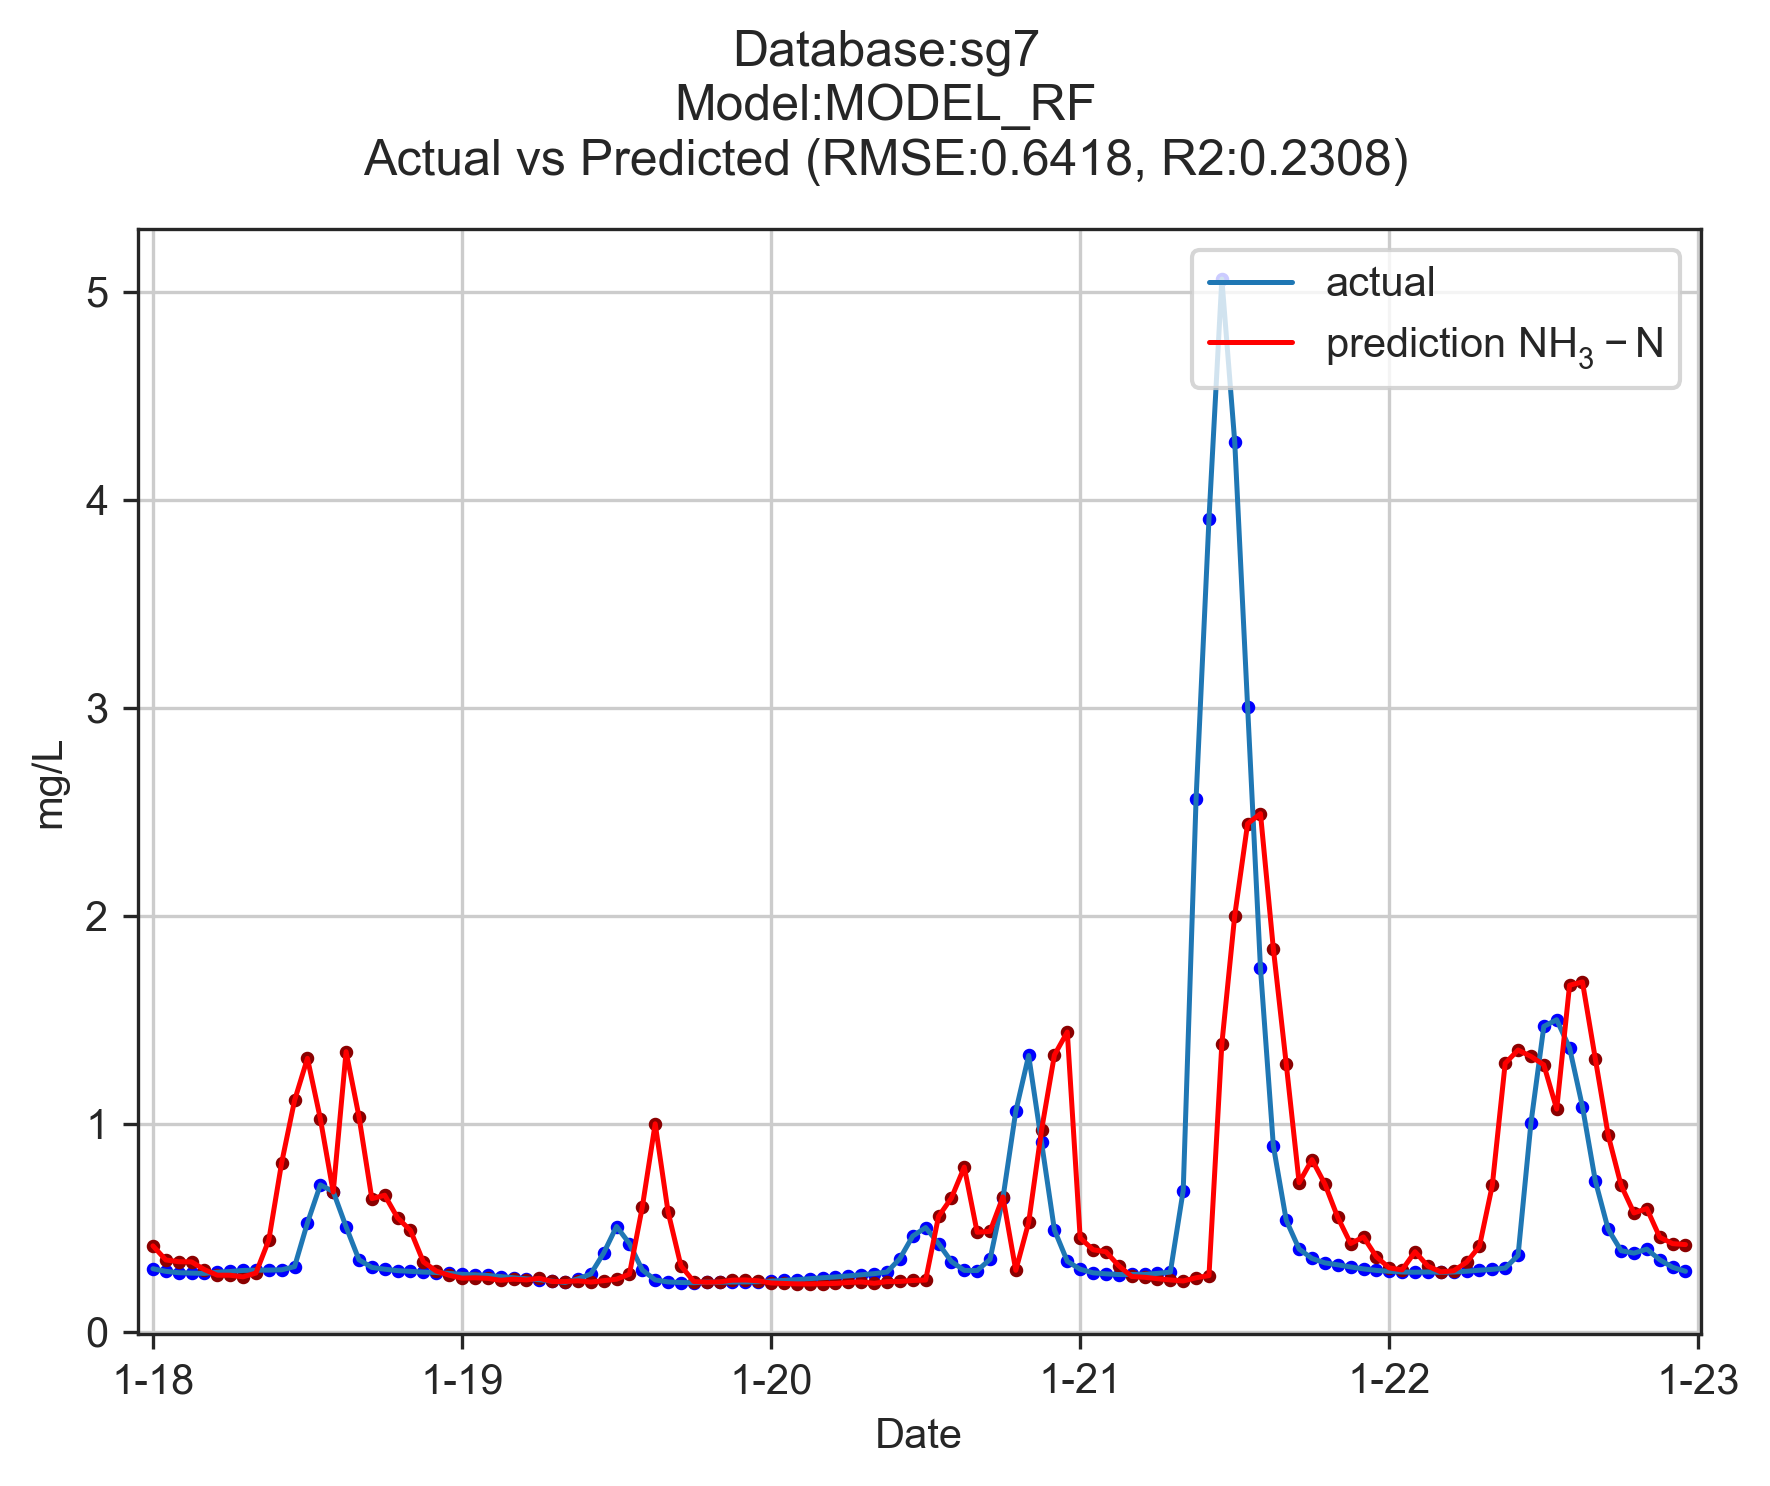 Database:sg7
Model:MODEL_RF
Actual vs Predicted (RMSE:0.6418, R2:0.2308)
actual
prediction NH₃ − N
5
4
3
2
1
0
mg/L
1-18 1-19 1-20 1-21 1-22 1-23
Date